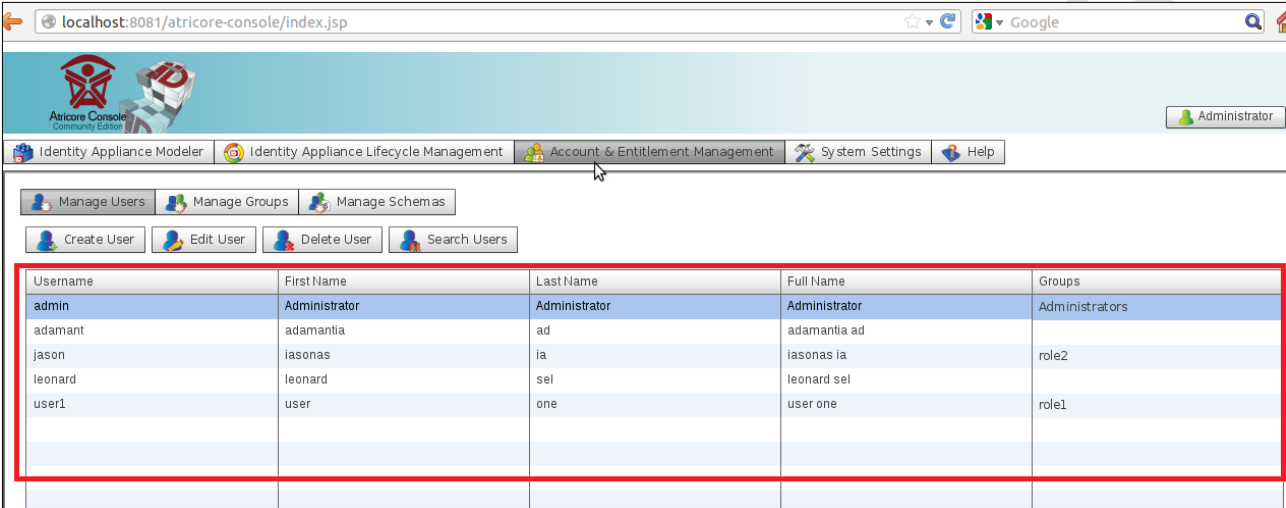 localhost:8081/atricore-console/index.jsp Google
Atricore Console
Community Edition
Administrator
Identity Appliance Modeler Identity Appliance Lifecycle Management Account & Entitlement Management System Settings Help
Manage Users Manage Groups Manage Schemas
Create User Edit User Delete User Search Users
Username First Name Last Name Full Name Groups
admin Administrator Administrator Administrator Administrators
adamant adamantia ad adamantia ad
jason iasonas ia iasonas ia role2
leonard leonard sel leonard sel
user1 user one user one role1